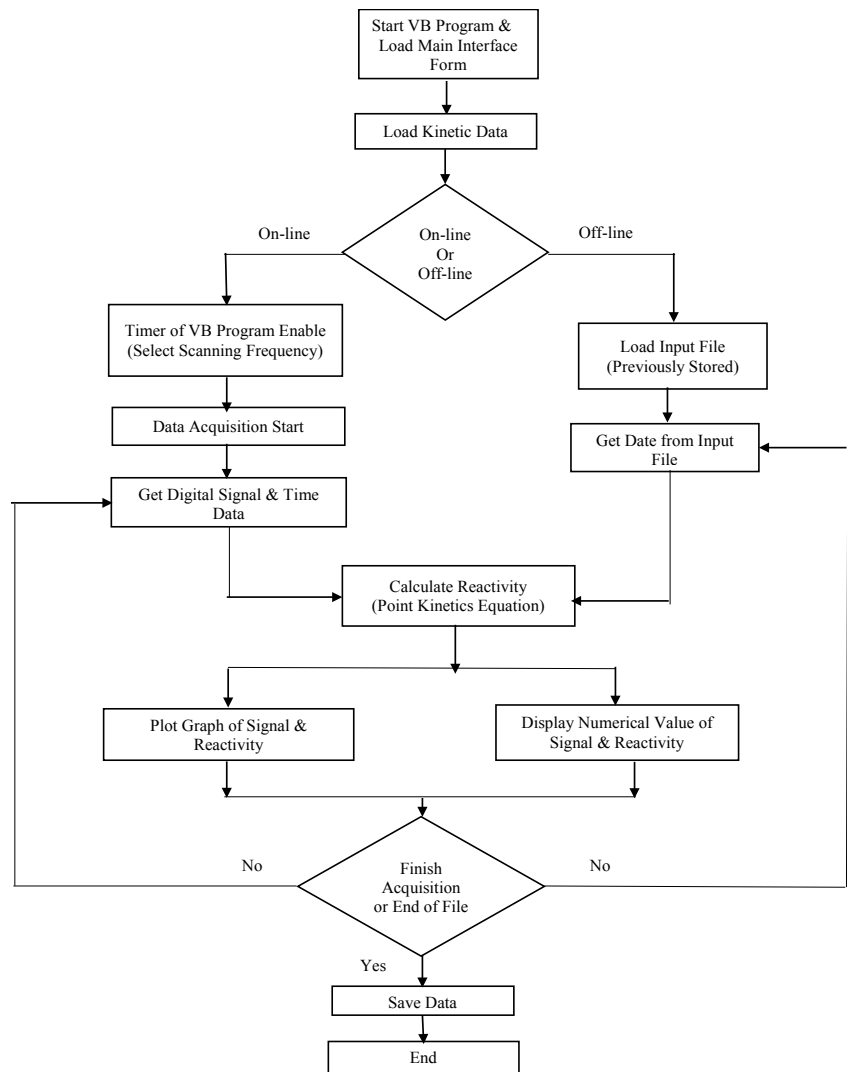 Start VB Program &
Load Main Interface
Form
Load Kinetic Data
On-line
Off-line
On-line
Or
Off-line
Timer of VB Program Enable
(Select Scanning Frequency)
Load Input File
(Previously Stored)
Data Acquisition Start
Get Date from Input
File
Get Digital Signal & Time
Data
Calculate Reactivity
(Point Kinetics Equation)
Plot Graph of Signal &
Reactivity
Display Numerical Value of
Signal & Reactivity
No
No
Finish
Acquisition
or End of File
Yes
Save Data
End